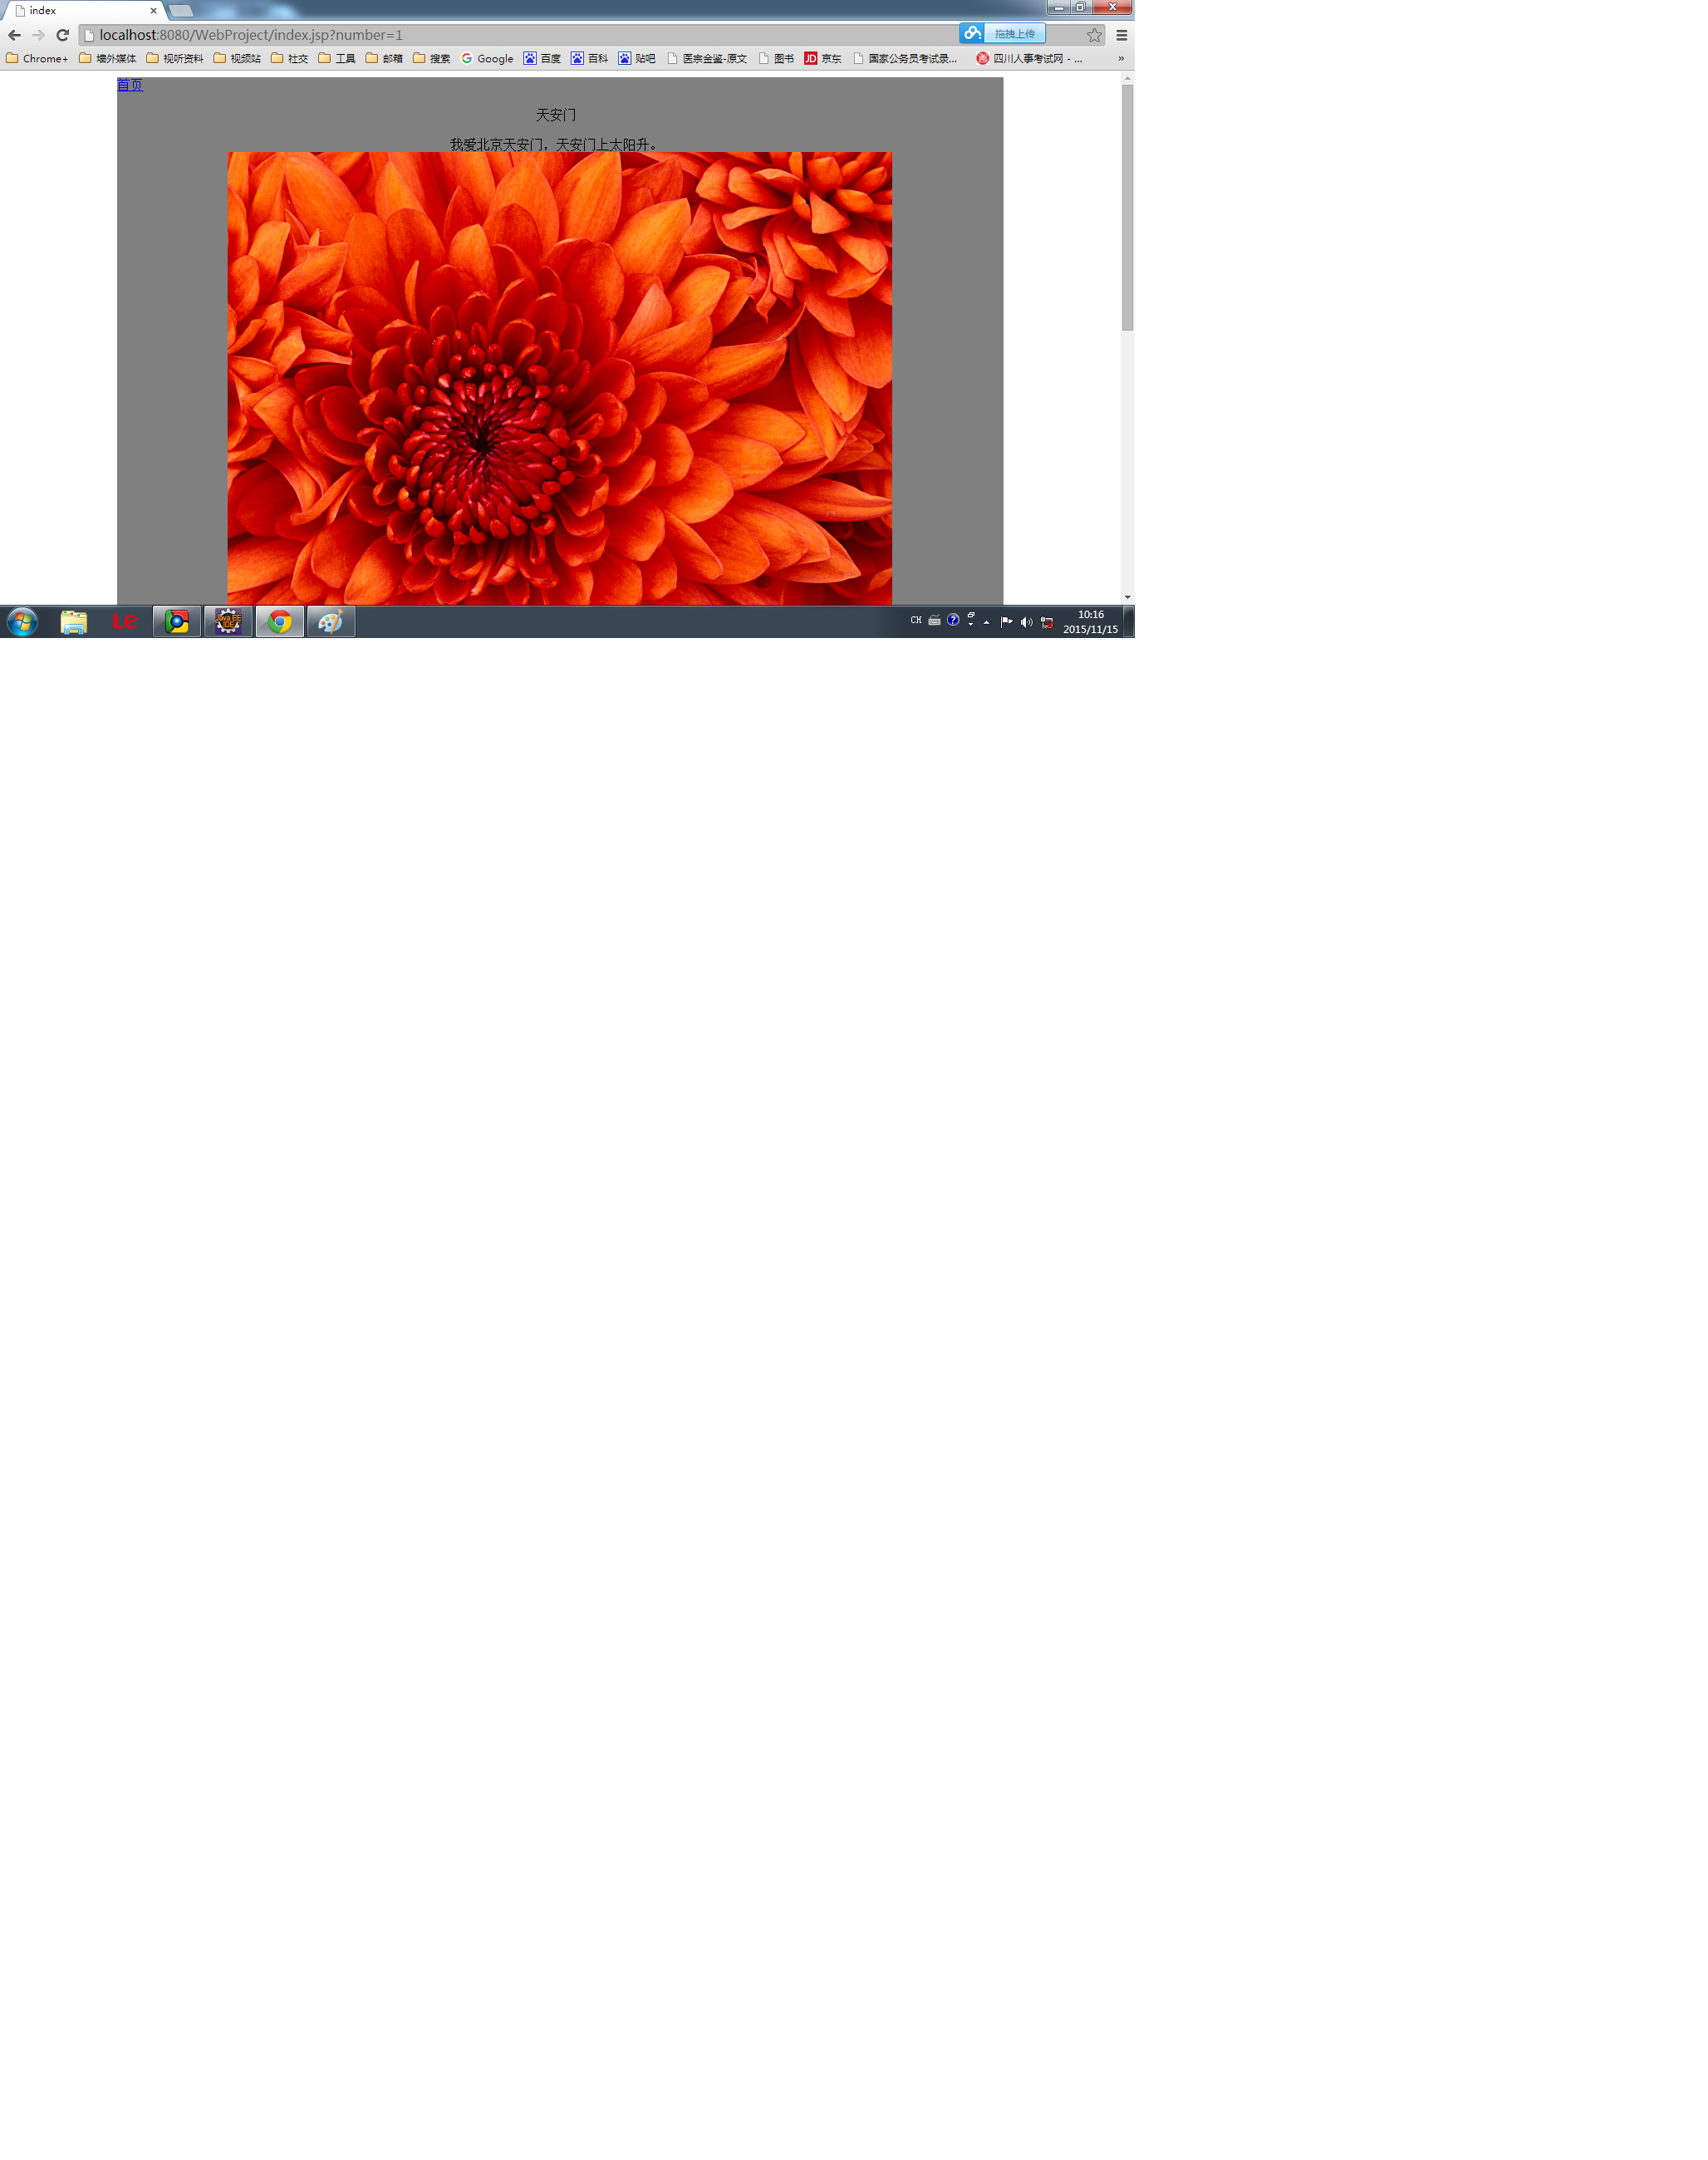 index
localhost:8080/WebProject/index.jsp?number=1
拖拽上传
Chrome+ 墙外媒体 视听资料 视频站 社交 工具 邮箱 搜索 Google 百度 百科 贴吧 医宗金鉴-原文 图书 JD 京东 国家公务员考试录... 四川人事考试网 - ... »
首页
天安门
我爱北京天安门，天安门上太阳升。
Le
Java EE
IDE
CH
10:16
2015/11/15